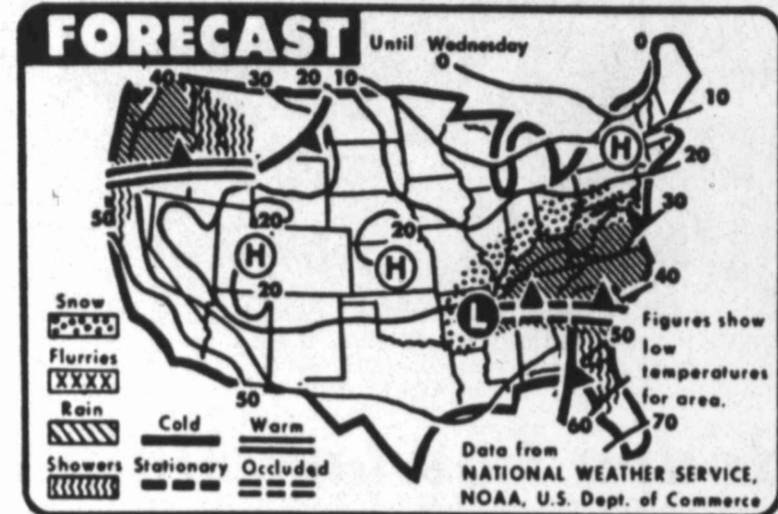 FORECAST
Until Wednesday
0
0
40 30 20 10
10
H
20
30
50
20
20
H
H
20
40
L
50
Snow
Flurries
XXXX
Rain
Showers
Cold
Warm
Stationary
Occluded
50
60
70
Figures show
low
temperatures
for area.
Data from
NATIONAL WEATHER SERVICE,
NOAA, U.S. Dept. of Commerce